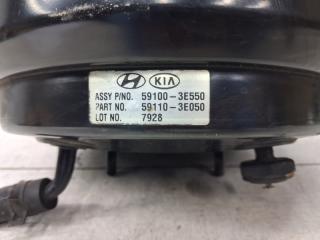 KIA
ASSY P/NO. 59100-3E550
PART NO. 59110-3E050
LOT NO. 7928